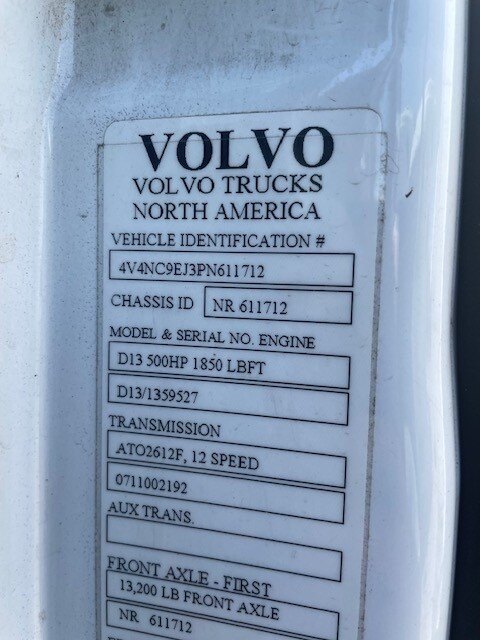 VOLVO
VOLVO TRUCKS
NORTH AMERICA
VEHICLE IDENTIFICATION #
4V4NC9EJ3PN611712
CHASSIS ID NR 611712
MODEL & SERIAL NO. ENGINE
D13 500HP 1850 LBFT
D13/1359527
TRANSMISSION
ATO2612F, 12 SPEED
0711002192
AUX TRANS.
FRONT AXLE - FIRST
13,200 LB FRONT AXLE
NR 611712